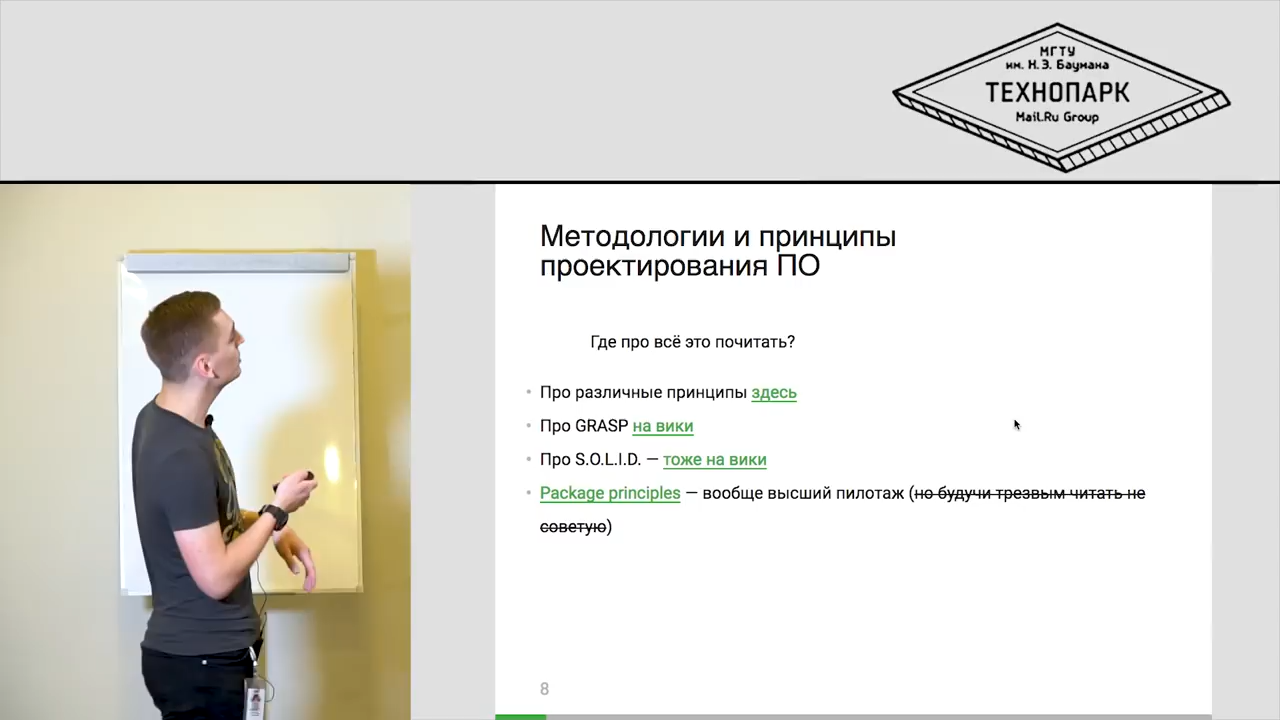 МГТУ
им. Н.Э. Баумана
ТЕХНОПАРК
Mail.Ru Group
Методологии и принципы
проектирования ПО
Где про всё это почитать?
Про различные принципы здесь
Про GRASP на вики
Про S.O.L.I.D. — тоже на вики
Package principles — вообще высший пилотаж (но будучи трезвым читать не
советую)
8